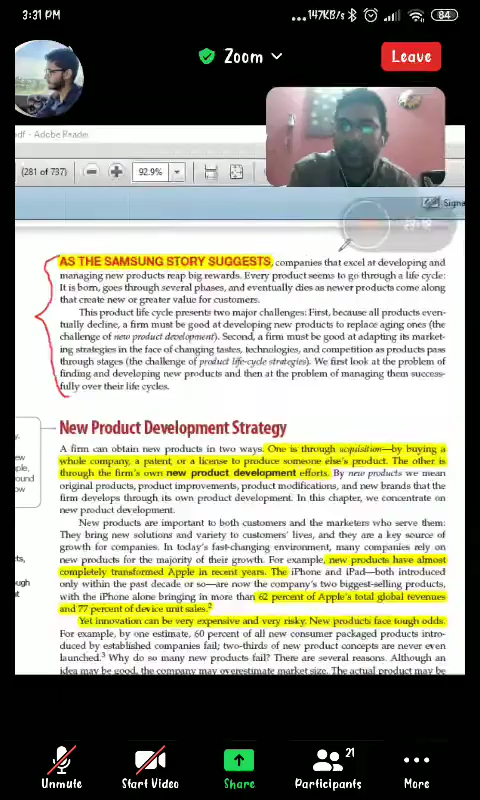 3:31 PM
...147KB/s 84
Zoom
Leave
df - Adobe Reade
(281 of 737) 92.9%
Signa
AS THE SAMSUNG STORY SUGGESTS, companies that excel at developing and
managing new products reap big rewards. Every product seems to go through a life cycle:
It is born, goes through several phases, and eventually dies as newer products come along
that create new or greater value for customers.
This product life cycle presents two major challenges: First, because all products even-
tually decline, a firm must be good at developing new products to replace aging ones (the
challenge of new product development). Second, a firm must be good at adapting its market-
ing strategies in the face of changing tastes, technologies, and competition as products pass
through stages (the challenge of product life-cycle strategies). We first look at the problem of
finding and developing new products and then at the problem of managing them success-
fully over their life cycles.
New Product Development Strategy
A firm can obtain new products in two ways. One is through acquisition—by buying a
whole company, a patent, or a license to produce someone else's product. The other is
through the firm's own new product development efforts. By new products we mean
original products, product improvements, product modifications, and new brands that the
firm develops through its own product development. In this chapter, we concentrate on
new product development.
New products are important to both customers and the marketers who serve them:
They bring new solutions and variety to customers' lives, and they are a key source of
growth for companies. In today's fast-changing environment, many companies rely on
new products for the majority of their growth. For example, new products have almost
completely transformed Apple in recent years. The iPhone and iPad—both introduced
only within the past decade or so—are now the company's two biggest-selling products,
with the iPhone alone bringing in more than 62 percent of Apple's total global revenues
and 77 percent of device unit sales.2
Yet innovation can be very expensive and very risky. New products face tough odds.
For example, by one estimate, 60 percent of all new consumer packaged products intro-
duced by established companies fail; two-thirds of new product concepts are never even
launched.3 Why do so many new products fail? There are several reasons. Although an
idea may be good, the company may overestimate market size. The actual product may be
Unmute
Start Video
Share
21
Participants
More